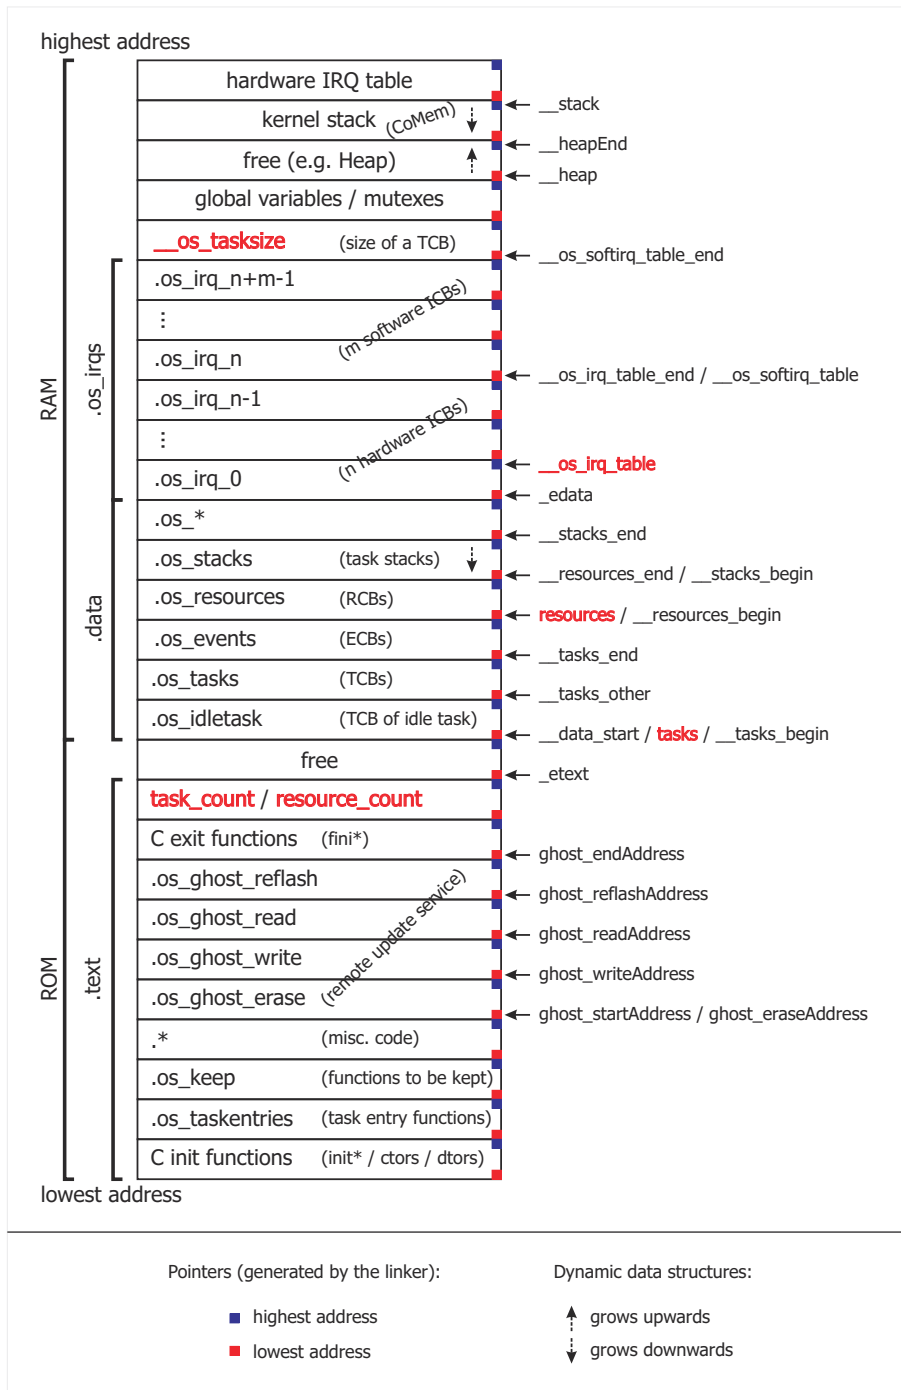 highest address
hardware IRQ table
__stack
kernel stack (CoMem)
__heapEnd
free (e.g. Heap)
__heap
global variables / mutexes
__os_tasksize (size of a TCB)
__os_softirq_table_end
.os_irq_n+m-1
⋮
(m software ICBs)
.os_irq_n
__os_irq_table_end / __os_softirq_table
.os_irq_n-1
⋮
(n hardware ICBs)
__os_irq_table
.os_irq_0
_edata
.os_*
__stacks_end
.os_stacks (task stacks)
__resources_end / __stacks_begin
.os_resources (RCBs)
resources / __resources_begin
.os_events (ECBs)
__tasks_end
.os_tasks (TCBs)
__tasks_other
.os_idletask (TCB of idle task)
__data_start / tasks / __tasks_begin
free
_etext
task_count / resource_count
C exit functions (fini*)
ghost_endAddress
.os_ghost_reflash
ghost_reflashAddress
.os_ghost_read
ghost_readAddress
.os_ghost_write
ghost_writeAddress
.os_ghost_erase
(remote update service)
ghost_startAddress / ghost_eraseAddress
.* (misc. code)
.os_keep (functions to be kept)
.os_taskentries (task entry functions)
C init functions (init* / ctors / dtors)
RAM
.os_irqs
.data
ROM
.text
lowest address
Pointers (generated by the linker):
highest address
lowest address
Dynamic data structures:
grows upwards
grows downwards